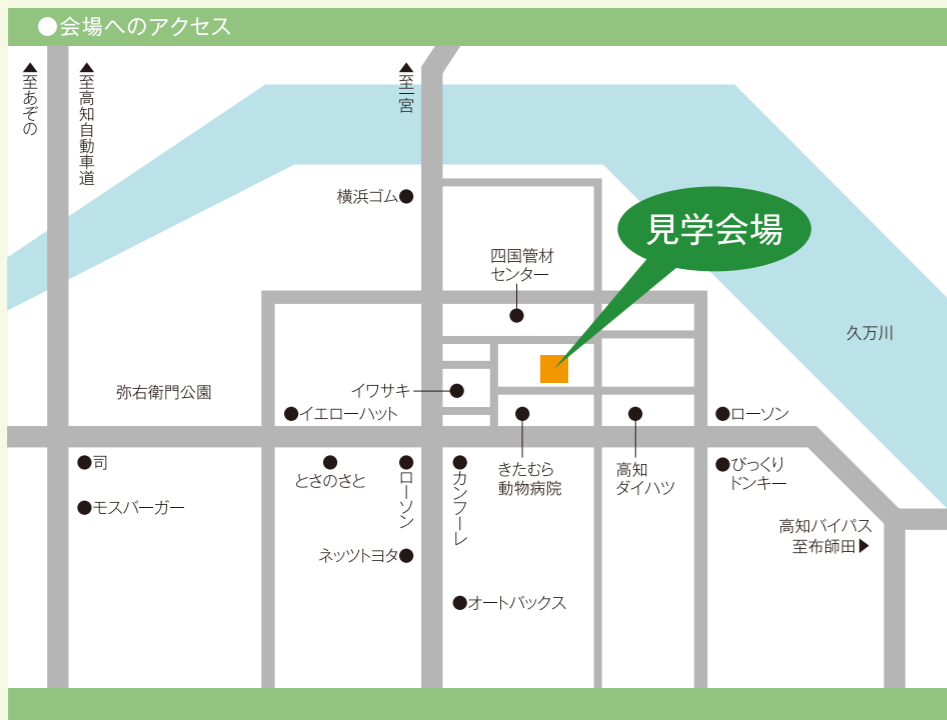 ●会場へのアクセス
▲至あぞの
▲至高知自動車道
▲至一宮
横浜ゴム●
見学会場
四国管材
センター
久万川
弥右衛門公園
イワサキ
●イエローハット
●ローソン
●司
とさのさと
ローソン
カンフーレ
きたむら
動物病院
高知
ダイハツ
●びっくり
ドンキー
●モスバーガー
高知バイパス
至布師田▶
ネッツトヨタ●
●オートバックス